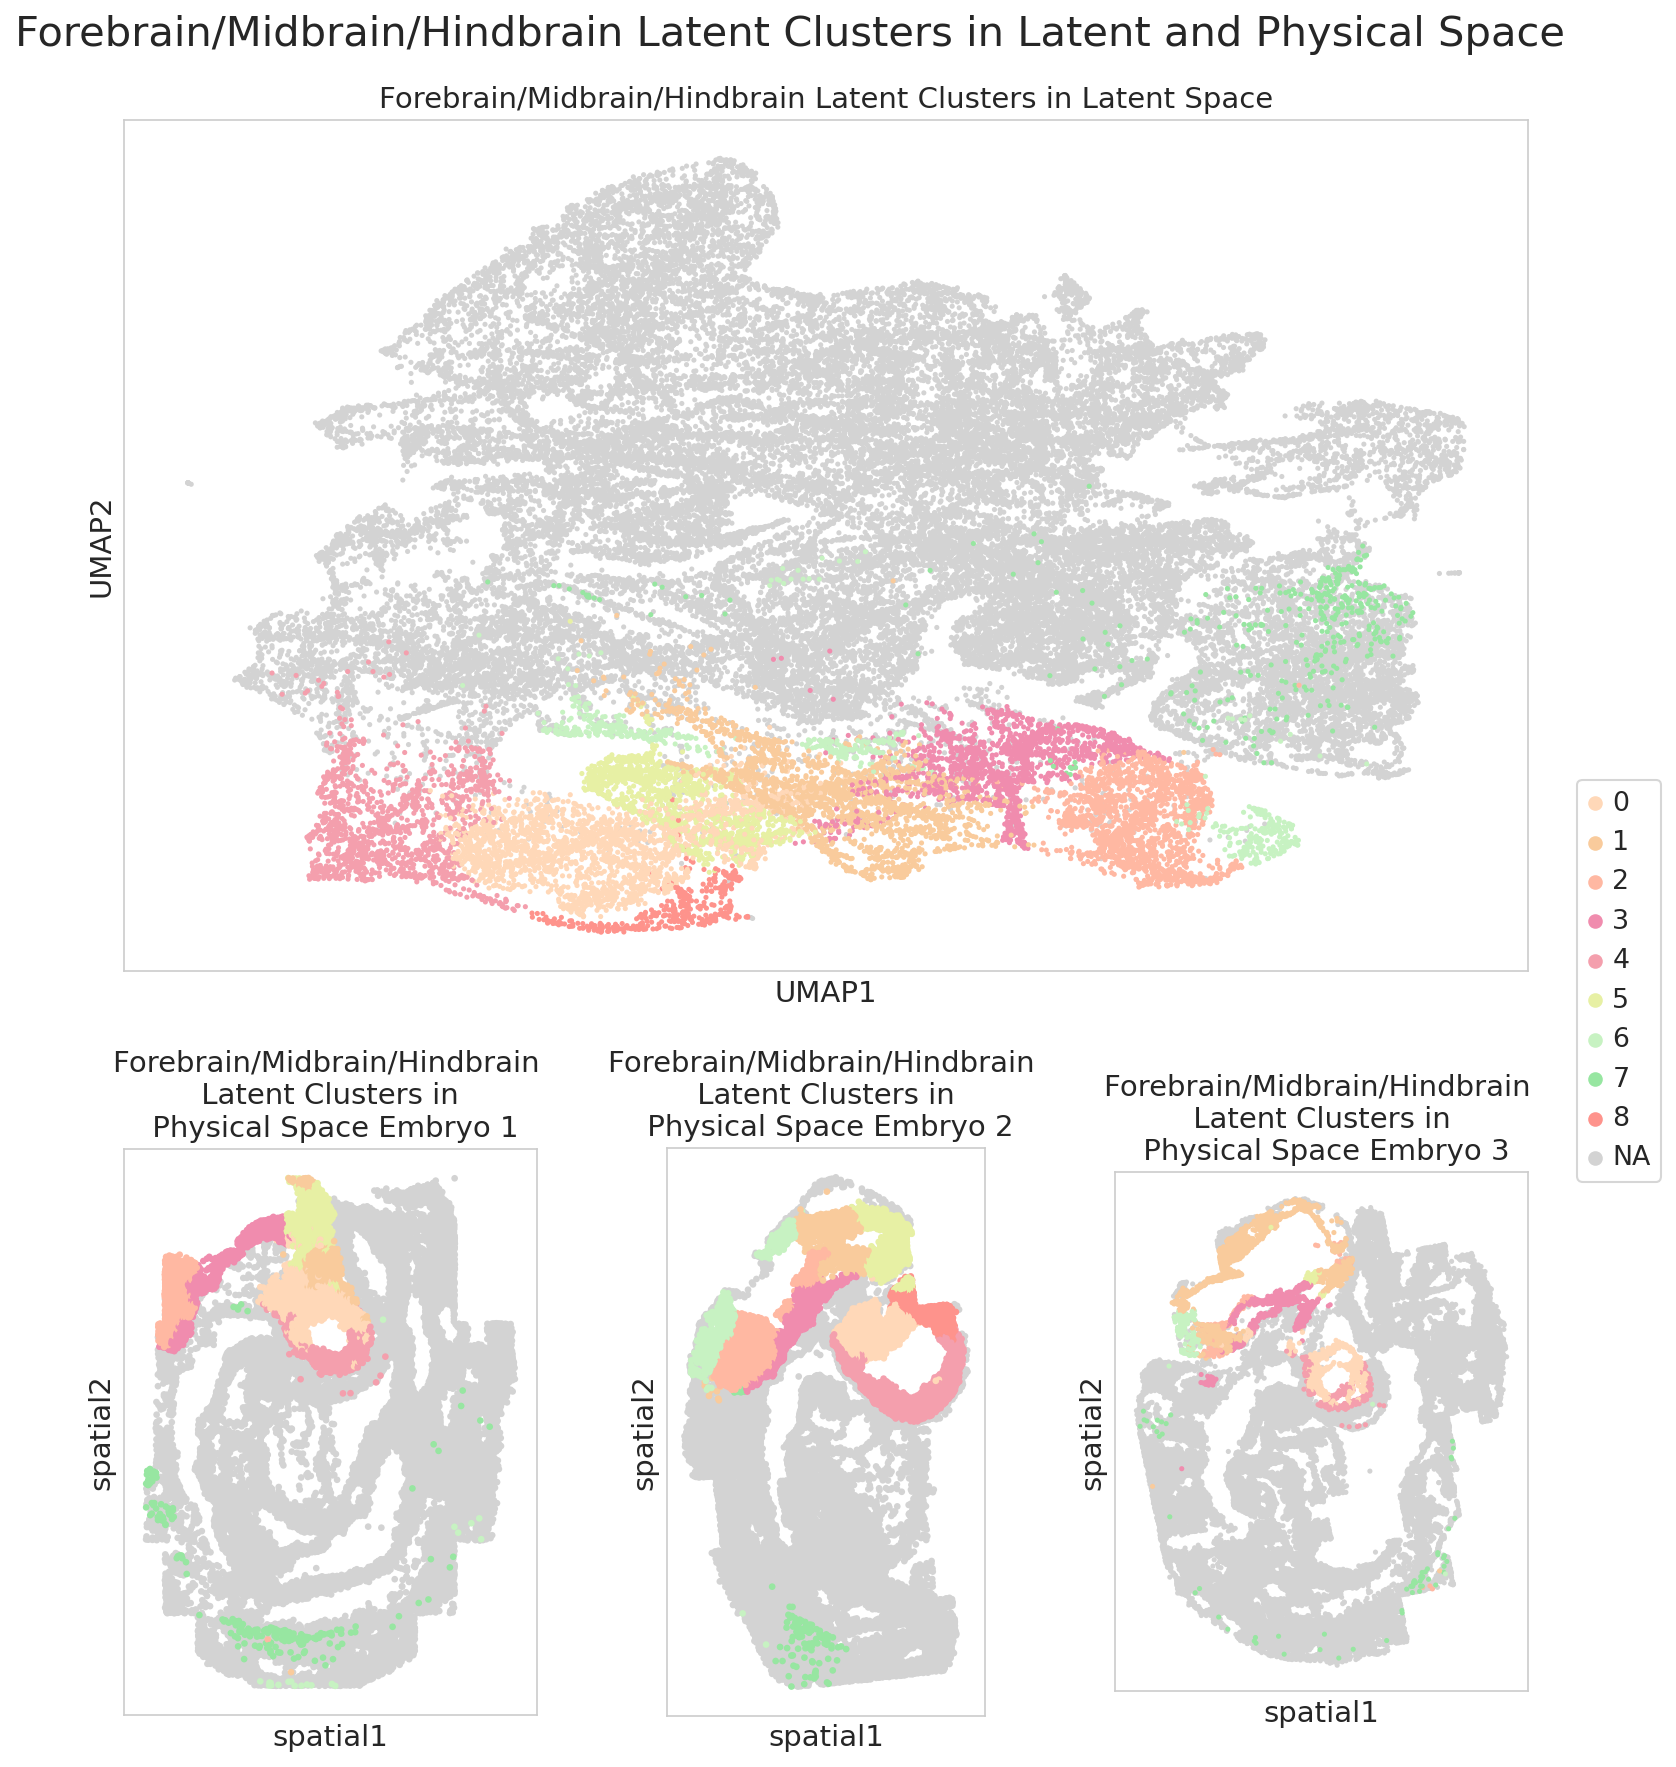 Forebrain/Midbrain/Hindbrain Latent Clusters in Latent and Physical Space
Forebrain/Midbrain/Hindbrain Latent Clusters in Latent Space
UMAP2
UMAP1
0
1
2
3
4
5
6
7
8
NA
Forebrain/Midbrain/Hindbrain
Latent Clusters in
Physical Space Embryo 1
spatial2
spatial1
Forebrain/Midbrain/Hindbrain
Latent Clusters in
Physical Space Embryo 2
spatial2
spatial1
Forebrain/Midbrain/Hindbrain
Latent Clusters in
Physical Space Embryo 3
spatial2
spatial1